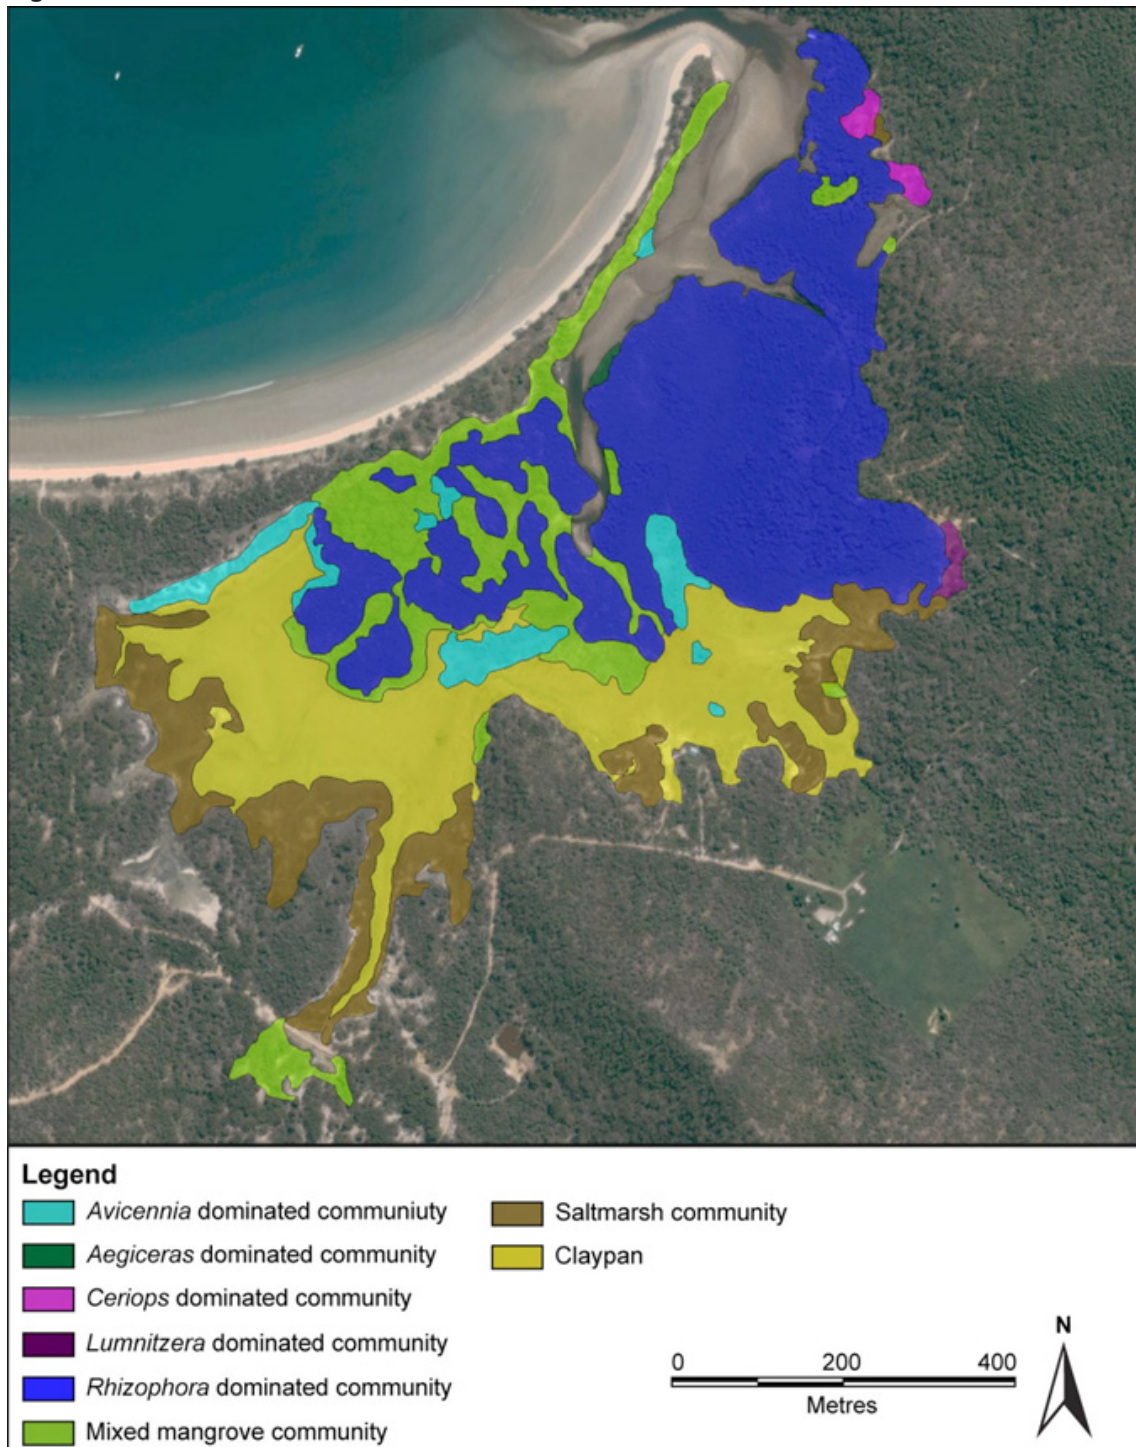 Legend
Avicennia dominated communiuty
Aegiceras dominated community
Ceriops dominated community
Lumnitzera dominated community
Rhizophora dominated community
Mixed mangrove community
Saltmarsh community
Claypan
0 200 400
Metres
N